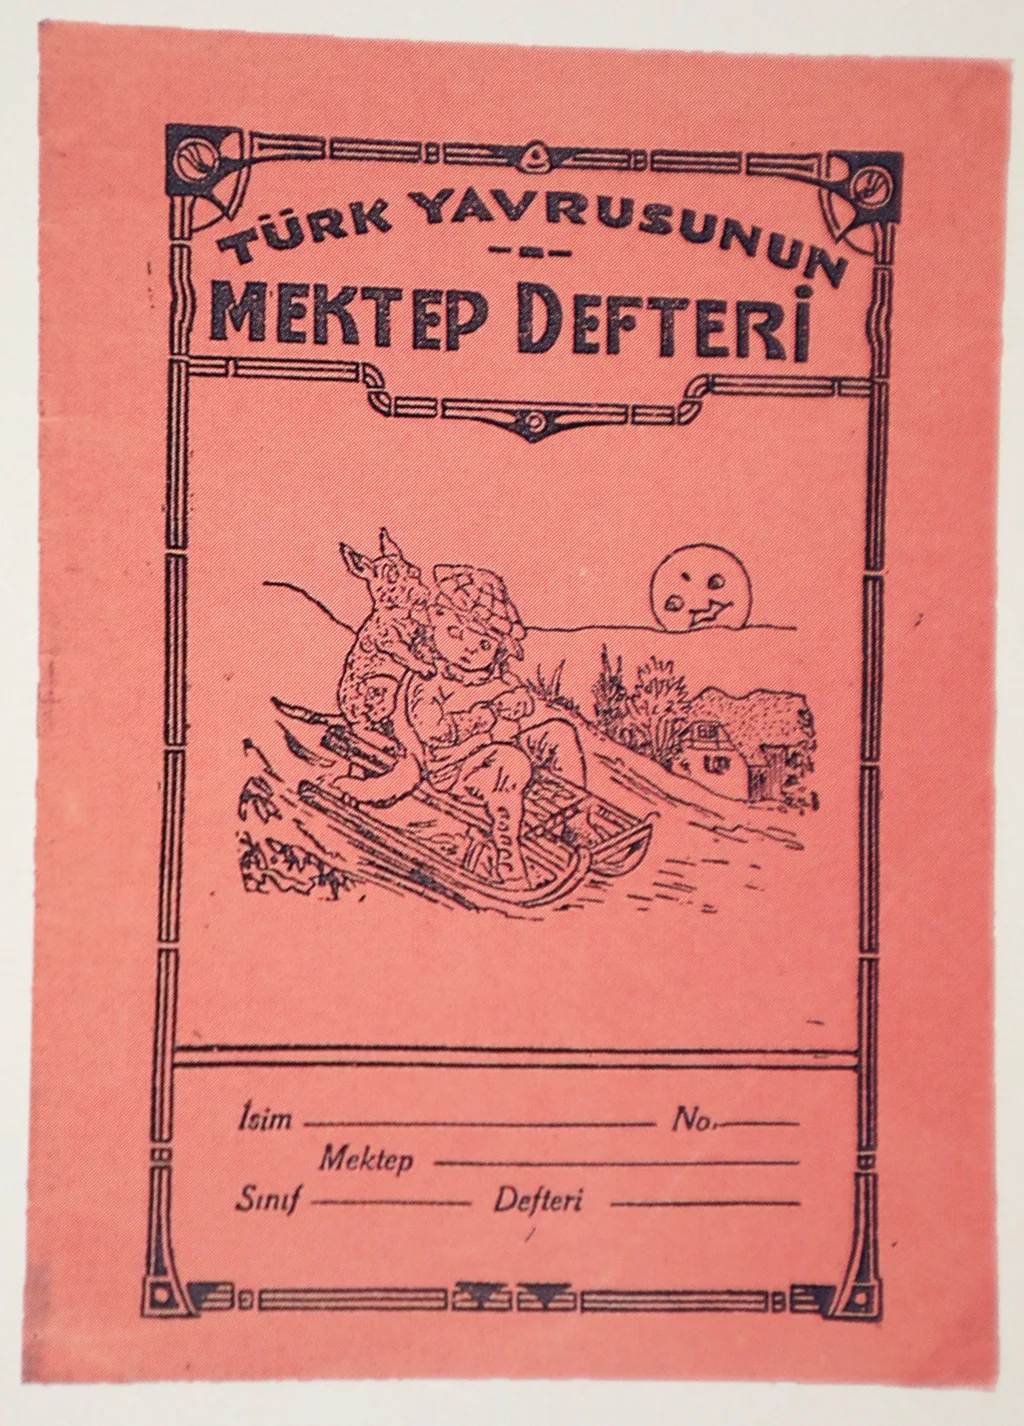 TÜRK YAVRUSUNUN
MEKTEP DEFTERİ
İsim No.
Mektep
Sınıf Defteri